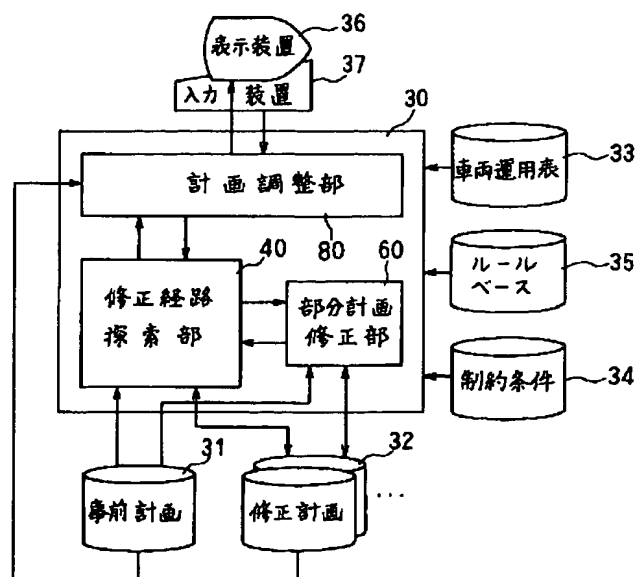 36
表示装置
37
入力装置
30
計画調整部
車両運用表
33
80
40
60
修正経路
探索部
部分計画
修正部
ルール
ベース
35
制約条件
34
31
事前計画
32
修正計画
...